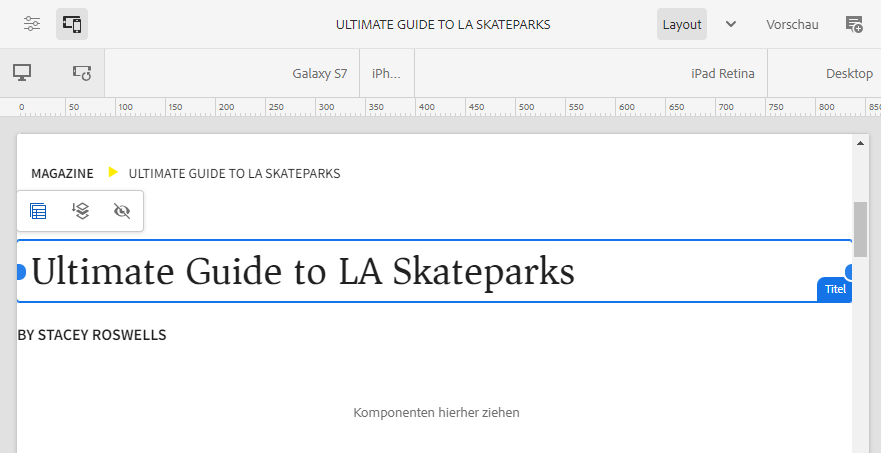 ULTIMATE GUIDE TO LA SKATEPARKS
Layout
Vorschau
Galaxy S7
iPh...
iPad Retina
Desktop
0 50 100 150 200 250 300 350 400 450 500 550 600 650 700 750 800 850
MAGAZINE ULTIMATE GUIDE TO LA SKATEPARKS
Ultimate Guide to LA Skateparks
Titel
BY STACEY ROSWELLS
Komponenten hierher ziehen